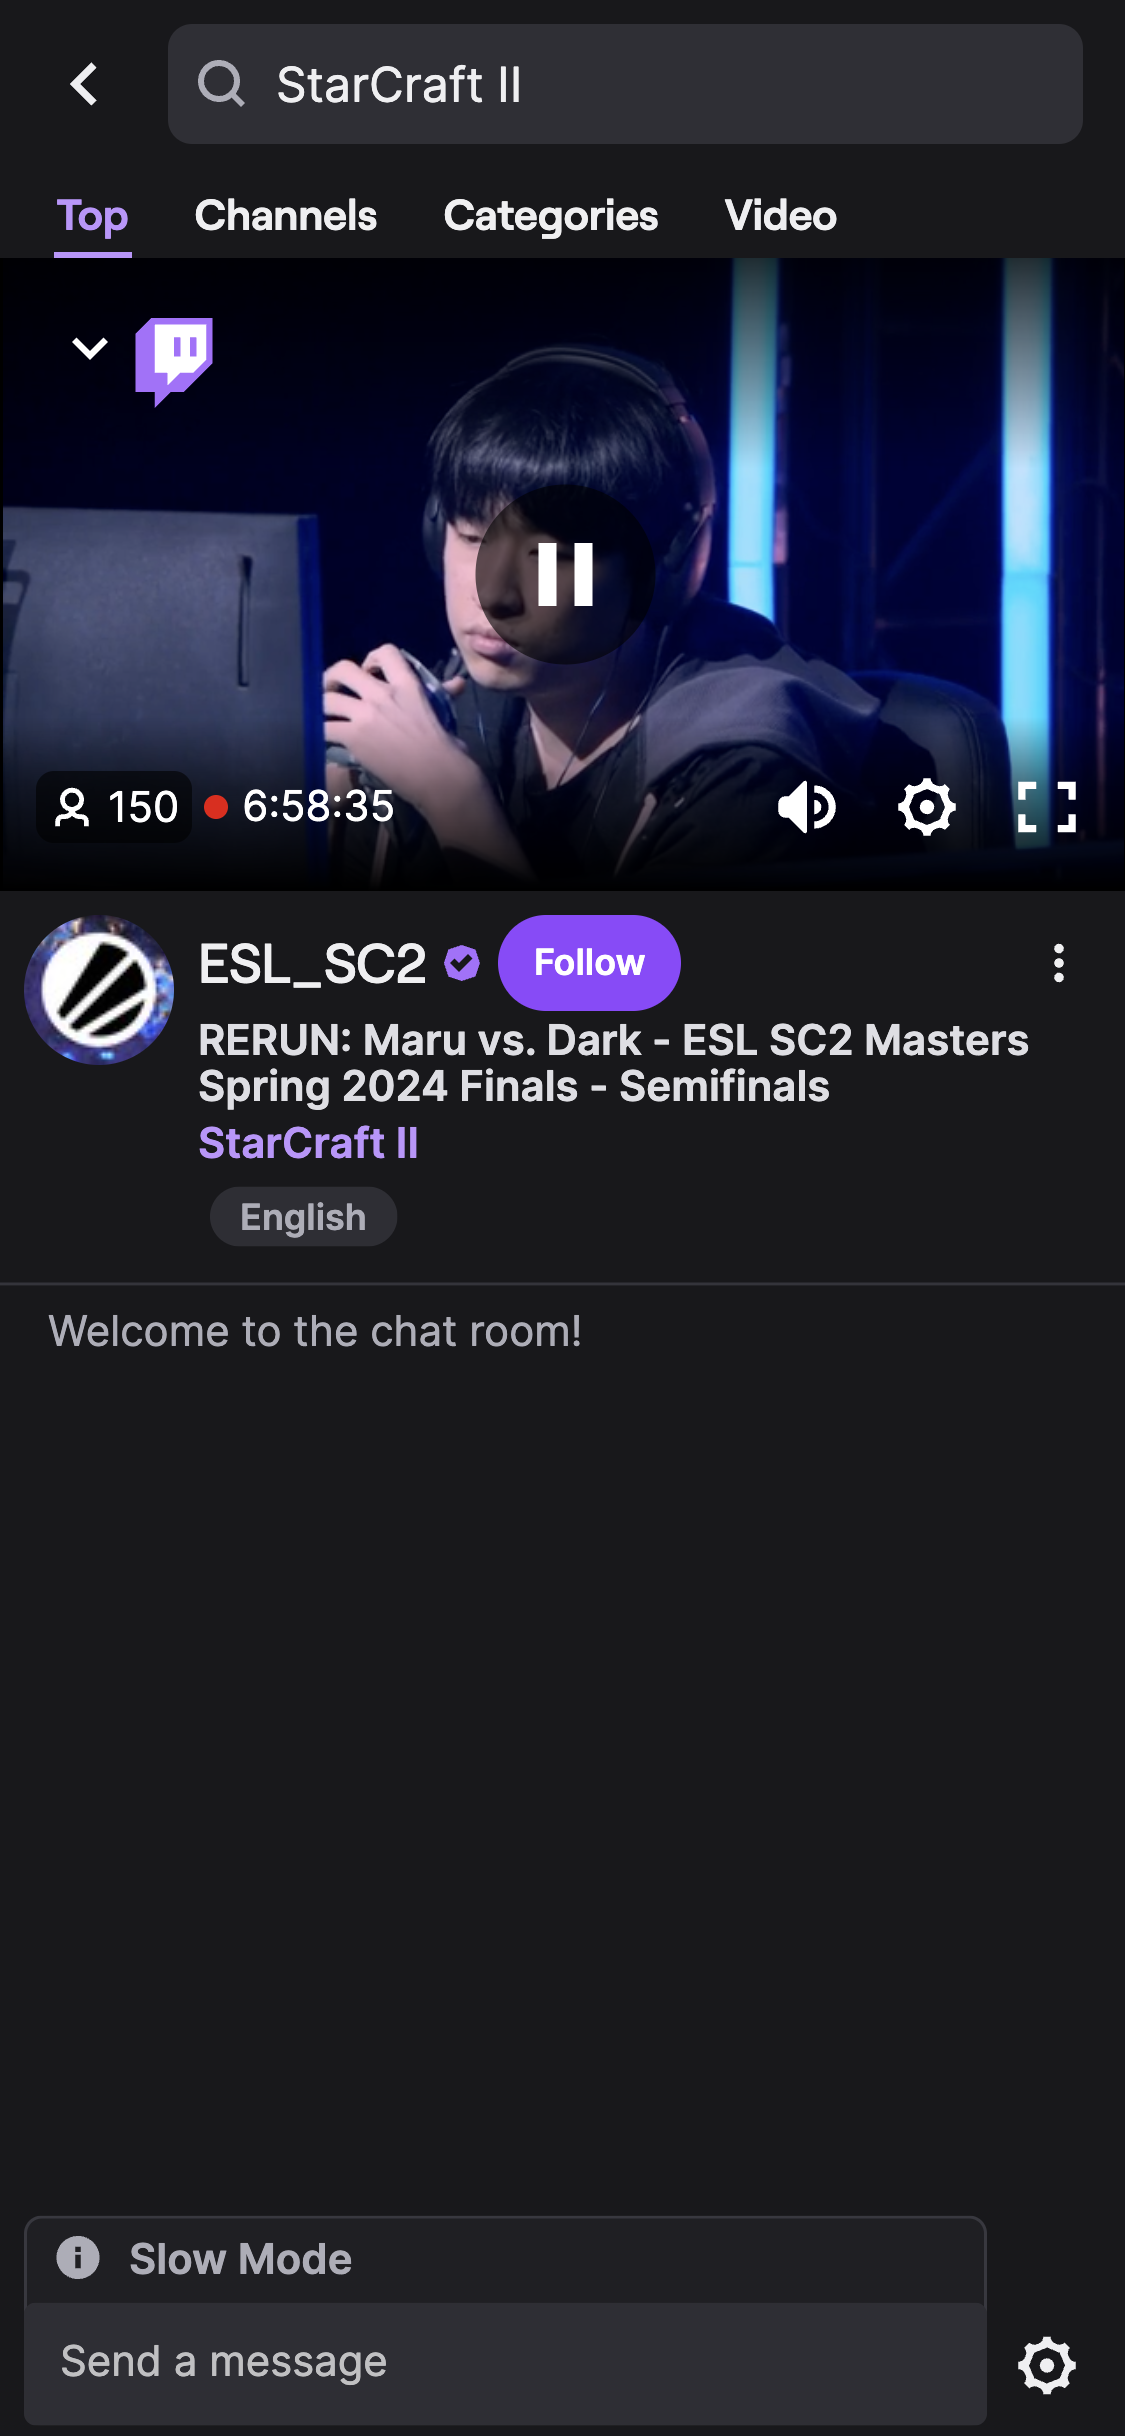 StarCraft II
Top Channels Categories Video
150 6:58:35
ESL_SC2 Follow
RERUN: Maru vs. Dark - ESL SC2 Masters
Spring 2024 Finals - Semifinals
StarCraft II
English
Welcome to the chat room!
Slow Mode
Send a message